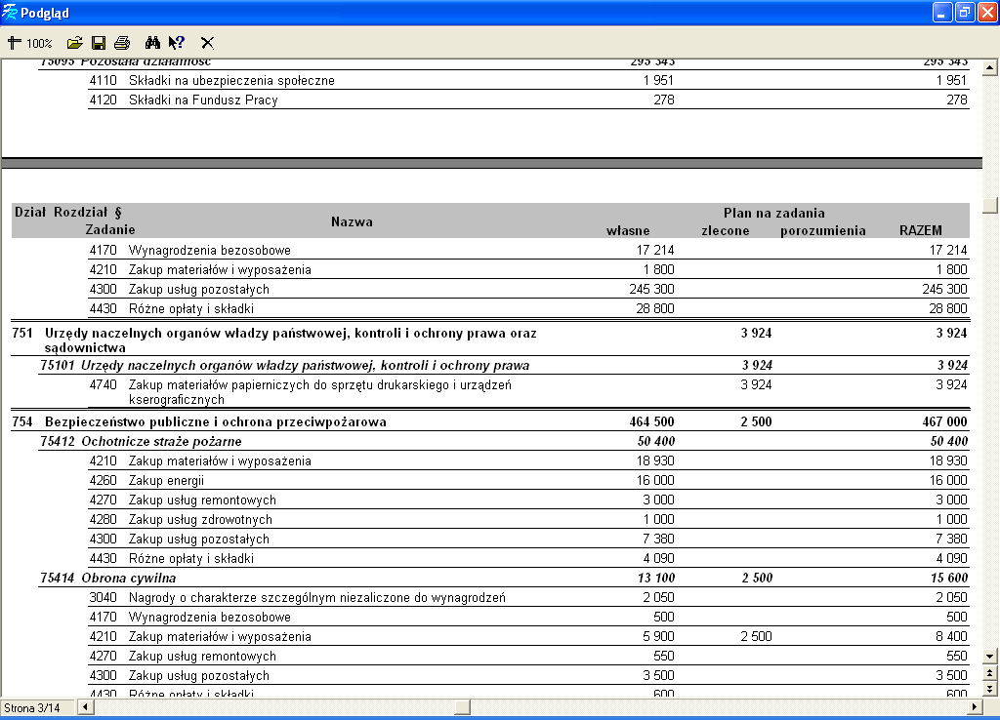 Podgląd
100%
75095 Pozostała działalność 295 343 295 343
4110 Składki na ubezpieczenia społeczne 1 951 1 951
4120 Składki na Fundusz Pracy 278 278
Dział Rozdział § Nazwa Plan na zadania
Zadanie własne zlecone porozumienia RAZEM
4170 Wynagrodzenia bezosobowe 17 214 17 214
4210 Zakup materiałów i wyposażenia 1 800 1 800
4300 Zakup usług pozostałych 245 300 245 300
4430 Różne opłaty i składki 28 800 28 800
751 Urzędy naczelnych organów władzy państwowej, kontroli i ochrony prawa oraz 3 924 3 924
sądownictwa
75101 Urzędy naczelnych organów władzy państwowej, kontroli i ochrony prawa 3 924 3 924
4740 Zakup materiałów papierniczych do sprzętu drukarskiego i urządzeń 3 924 3 924
kserograficznych
754 Bezpieczeństwo publiczne i ochrona przeciwpożarowa 464 500 2 500 467 000
75412 Ochotnicze straże pożarne 50 400 50 400
4210 Zakup materiałów i wyposażenia 18 930 18 930
4260 Zakup energii 16 000 16 000
4270 Zakup usług remontowych 3 000 3 000
4280 Zakup usług zdrowotnych 1 000 1 000
4300 Zakup usług pozostałych 7 380 7 380
4430 Różne opłaty i składki 4 090 4 090
75414 Obrona cywilna 13 100 2 500 15 600
3040 Nagrody o charakterze szczególnym niezaliczone do wynagrodzeń 2 050 2 050
4170 Wynagrodzenia bezosobowe 500 500
4210 Zakup materiałów i wyposażenia 5 900 2 500 8 400
4270 Zakup usług remontowych 550 550
4300 Zakup usług pozostałych 3 500 3 500
4430 Różne opłaty i składki 600 600
Strona 3/14